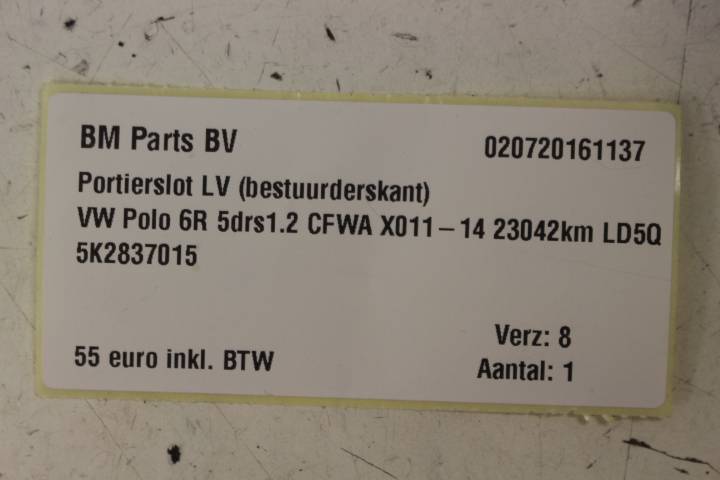 BM Parts BV 020720161137
Portierslot LV (bestuurderskant)
VW Polo 6R 5drs1.2 CFWA X011-14 23042km LD5Q
5K2837015
Verz: 8
55 euro inkl. BTW
Aantal: 1